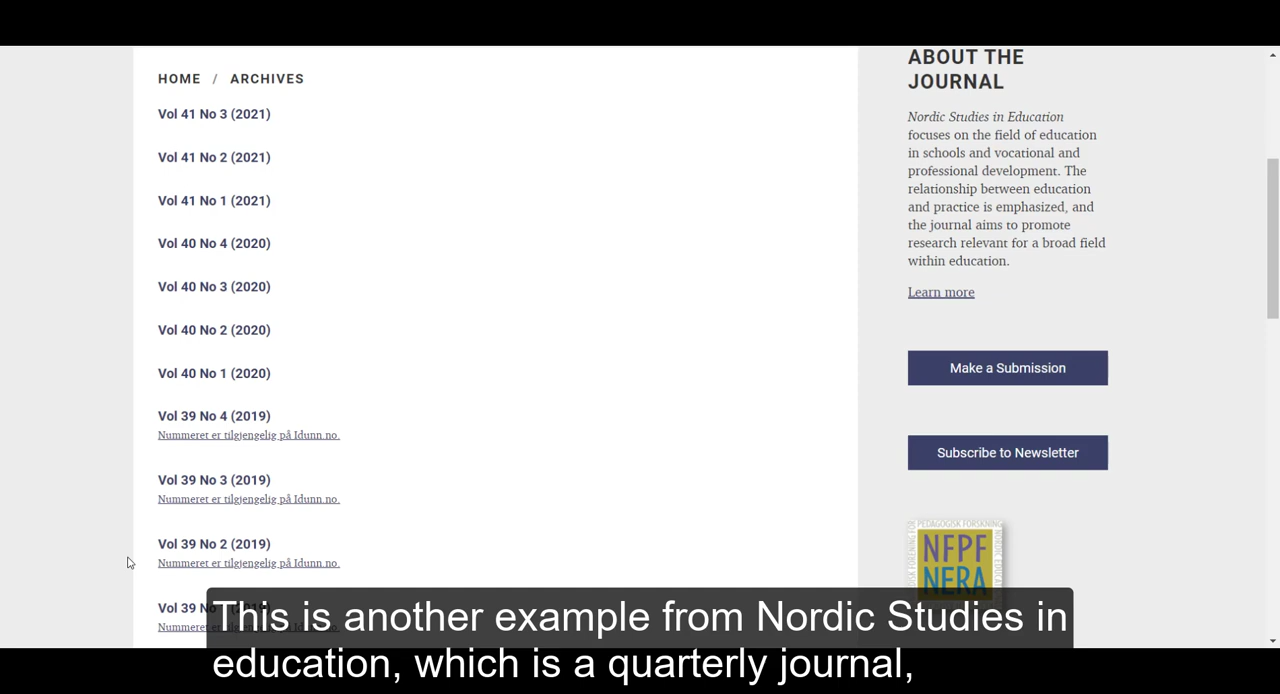 HOME / ARCHIVES
Vol 41 No 3 (2021)
Vol 41 No 2 (2021)
Vol 41 No 1 (2021)
Vol 40 No 4 (2020)
Vol 40 No 3 (2020)
Vol 40 No 2 (2020)
Vol 40 No 1 (2020)
Vol 39 No 4 (2019)
Nummeret er tilgjengelig på Idunn.no.
Vol 39 No 3 (2019)
Nummeret er tilgjengelig på Idunn.no.
Vol 39 No 2 (2019)
Nummeret er tilgjengelig på Idunn.no.
Vol 39 No
ABOUT THE
JOURNAL
Nordic Studies in Education
focuses on the field of education
in schools and vocational and
professional development. The
relationship between education
and practice is emphasized, and
the journal aims to promote
research relevant for a broad field
within education.
Learn more
Make a Submission
Subscribe to Newsletter
PEDAGOGISK FORSKNING
NFPF
NERA
This is another example from Nordic Studies in
education, which is a quarterly journal,